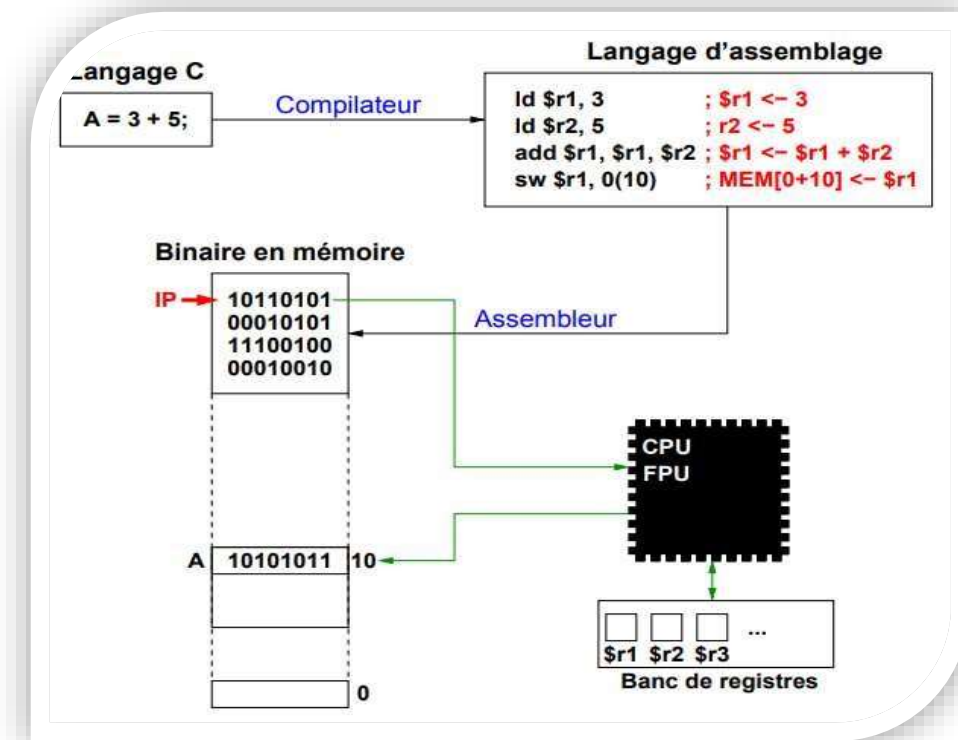 Langage d'assemblage
Langage C
A = 3 + 5;
Compilateur
ld $r1, 3 ; $r1 <− 3
ld $r2, 5 ; r2 <− 5
add $r1, $r1, $r2 ; $r1 <− $r1 + $r2
sw $r1, 0(10) ; MEM[0+10] <− $r1
Binaire en mémoire
IP
10110101
00010101
11100100
00010010
Assembleur
CPU
FPU
A 10101011 10
...
$r1 $r2 $r3
Banc de registres
0